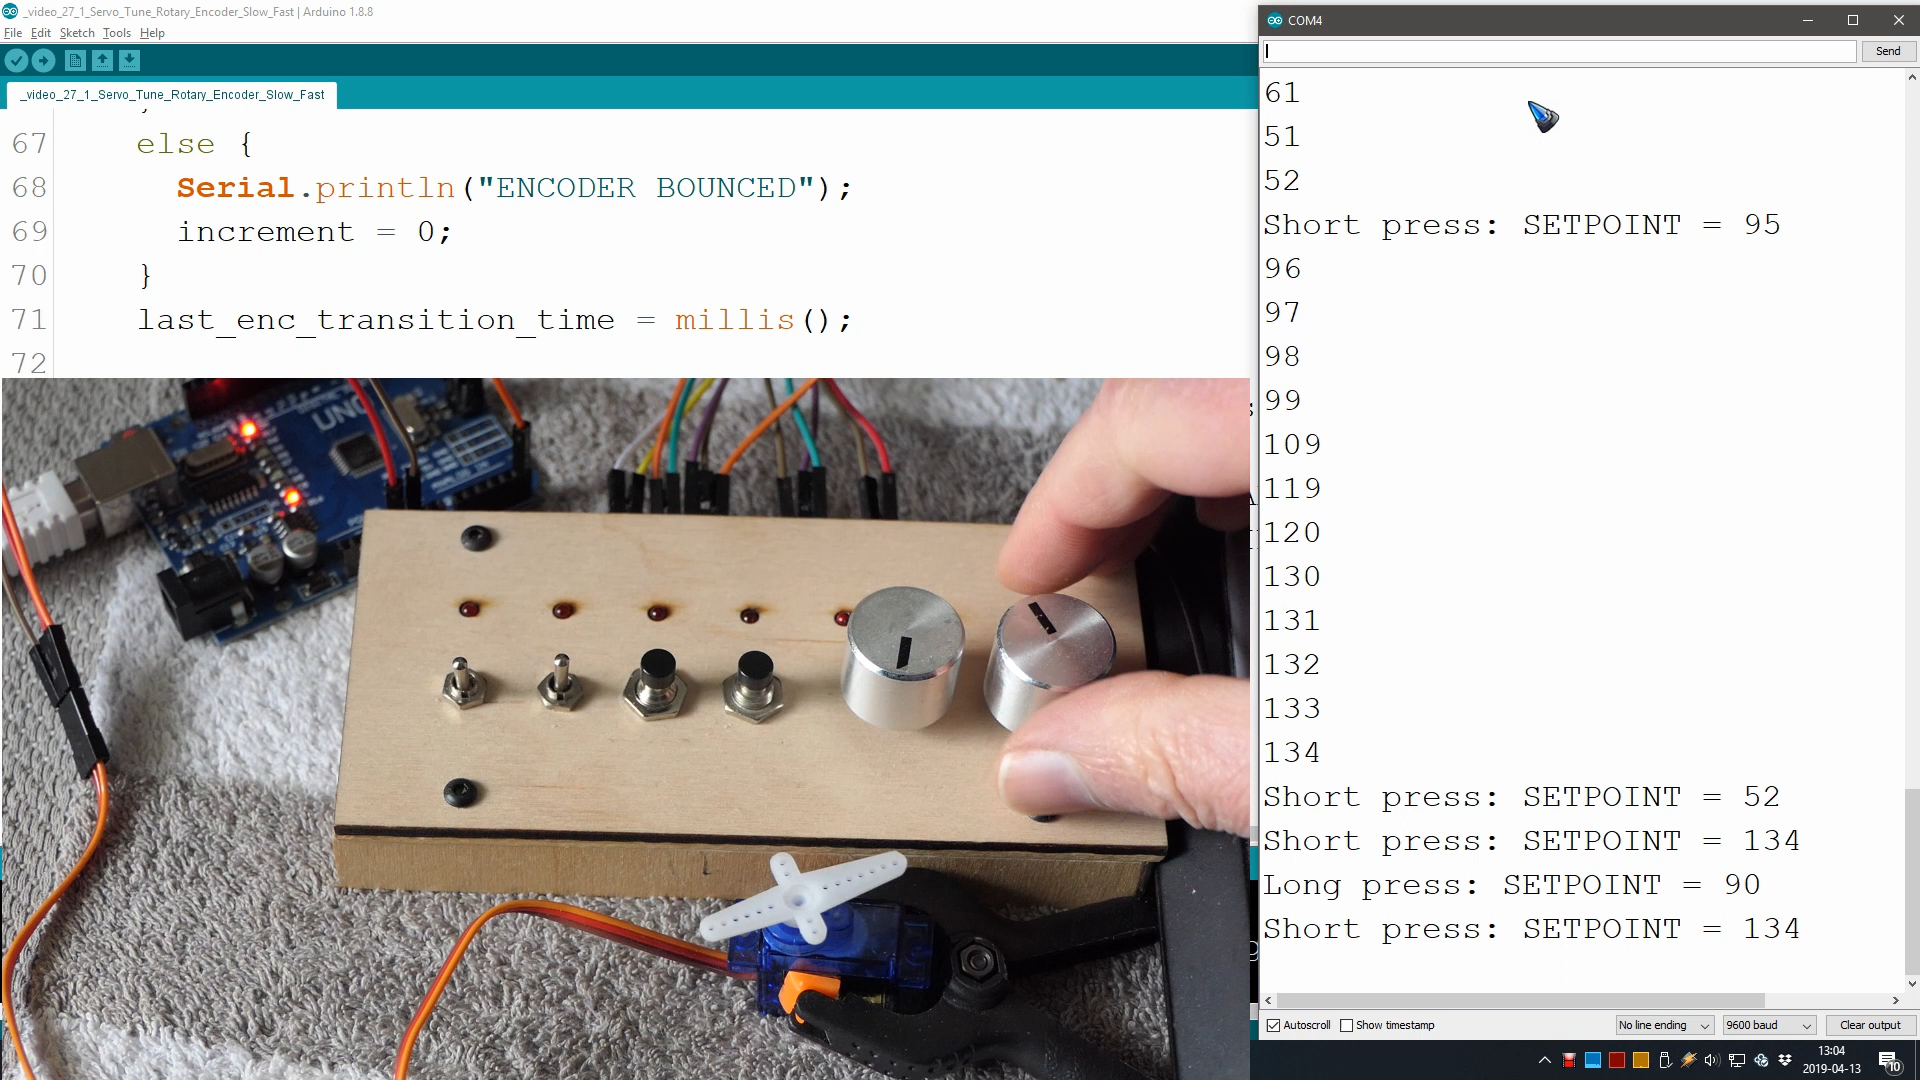 _video_27_1_Servo_Tune_Rotary_Encoder_Slow_Fast | Arduino 1.8.8
File Edit Sketch Tools Help
_video_27_1_Servo_Tune_Rotary_Encoder_Slow_Fast
67 else {
68 Serial.println("ENCODER BOUNCED");
69 increment = 0;
70 }
71 last_enc_transition_time = millis();
72
UNO
COM4
Send
61
51
52
Short press: SETPOINT = 95
96
97
98
99
109
119
120
130
131
132
133
134
Short press: SETPOINT = 52
Short press: SETPOINT = 134
Long press: SETPOINT = 90
Short press: SETPOINT = 134
Autoscroll Show timestamp No line ending 9600 baud Clear output
13:04
2019-04-13
10